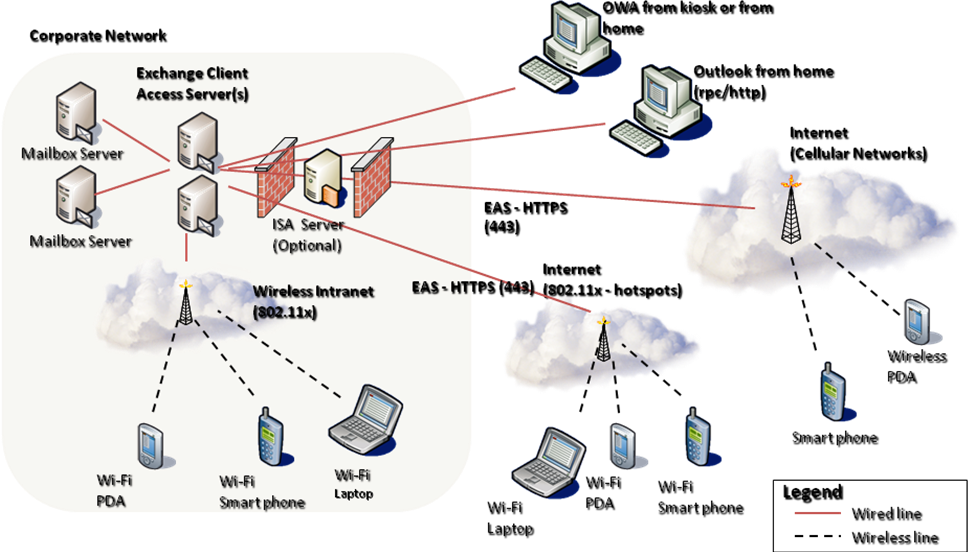 OWA from kiosk or from
home
Corporate Network
Exchange Client
Access Server(s)
Outlook from home
(rpc/http)
Internet
(Cellular Networks)
Mailbox Server
Mailbox Server
ISA Server
(Optional)
EAS - HTTPS
(443)
Wireless Intranet
(802.11x)
EAS - HTTPS (443)
Internet
(802.11x - hotspots)
Wireless
PDA
Smart phone
Wi-Fi
PDA
Wi-Fi
Smart phone
Wi-Fi
Laptop
Wi-Fi
Laptop
Wi-Fi
PDA
Wi-Fi
Smart phone
Legend
Wired line
Wireless line